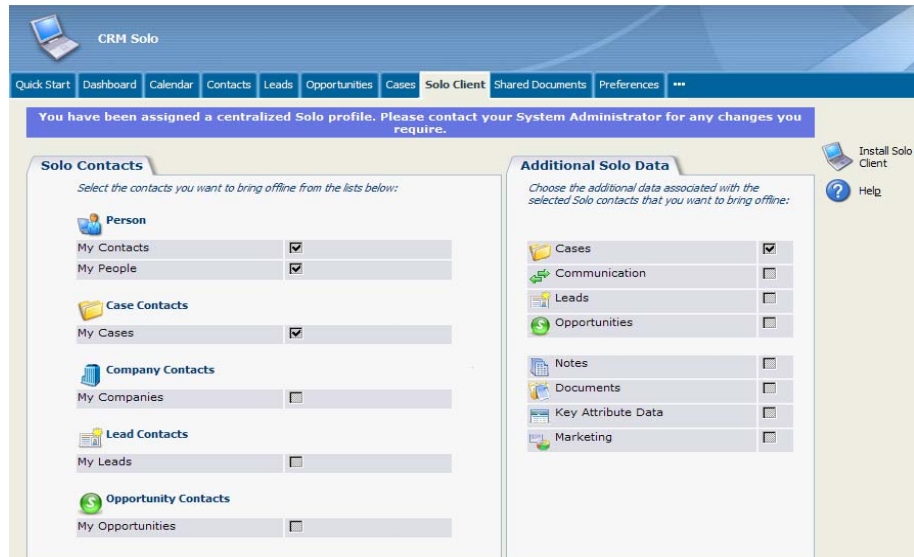 CRM Solo
Quick Start Dashboard Calendar Contacts Leads Opportunities Cases Solo Client Shared Documents Preferences •••
You have been assigned a centralized Solo profile. Please contact your System Administrator for any changes you
require.
Install Solo
Client
Help
Solo Contacts
Select the contacts you want to bring offline from the lists below:
Person
My Contacts
My People
Case Contacts
My Cases
Company Contacts
My Companies
Lead Contacts
My Leads
Opportunity Contacts
My Opportunities
Additional Solo Data
Choose the additional data associated with the
selected Solo contacts that you want to bring offline:
Cases
Communication
Leads
Opportunities
Notes
Documents
Key Attribute Data
Marketing